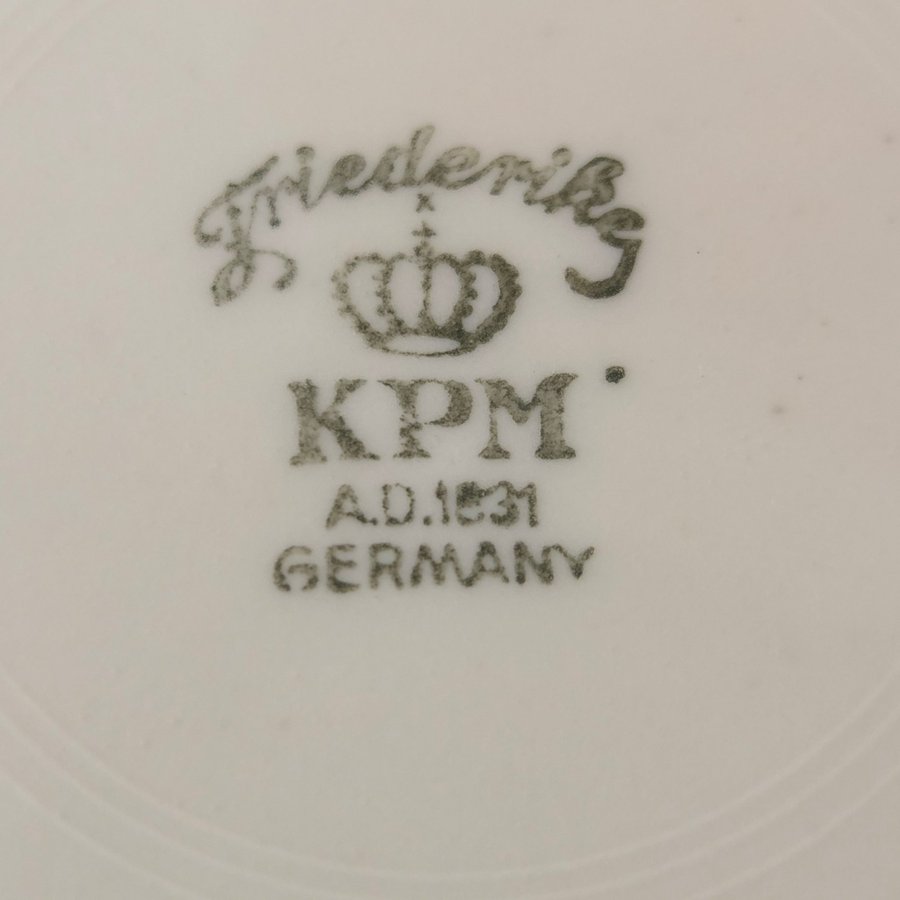 Friederike
KPM
A.D.1831
GERMANY